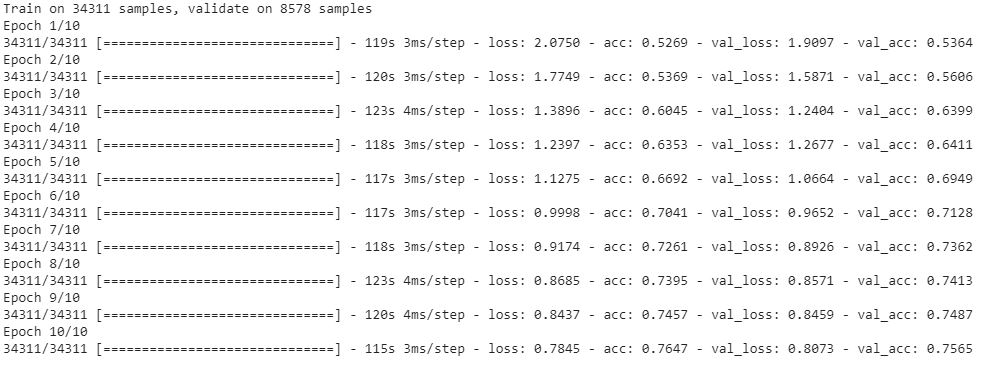 Train on 34311 samples, validate on 8578 samples
Epoch 1/10
34311/34311 [==============================] - 119s 3ms/step - loss: 2.0750 - acc: 0.5269 - val_loss: 1.9097 - val_acc: 0.5364
Epoch 2/10
34311/34311 [==============================] - 120s 3ms/step - loss: 1.7749 - acc: 0.5369 - val_loss: 1.5871 - val_acc: 0.5606
Epoch 3/10
34311/34311 [==============================] - 123s 4ms/step - loss: 1.3896 - acc: 0.6045 - val_loss: 1.2404 - val_acc: 0.6399
Epoch 4/10
34311/34311 [==============================] - 118s 3ms/step - loss: 1.2397 - acc: 0.6353 - val_loss: 1.2677 - val_acc: 0.6411
Epoch 5/10
34311/34311 [==============================] - 117s 3ms/step - loss: 1.1275 - acc: 0.6692 - val_loss: 1.0664 - val_acc: 0.6949
Epoch 6/10
34311/34311 [==============================] - 117s 3ms/step - loss: 0.9998 - acc: 0.7041 - val_loss: 0.9652 - val_acc: 0.7128
Epoch 7/10
34311/34311 [==============================] - 118s 3ms/step - loss: 0.9174 - acc: 0.7261 - val_loss: 0.8926 - val_acc: 0.7362
Epoch 8/10
34311/34311 [==============================] - 123s 4ms/step - loss: 0.8685 - acc: 0.7395 - val_loss: 0.8571 - val_acc: 0.7413
Epoch 9/10
34311/34311 [==============================] - 120s 4ms/step - loss: 0.8437 - acc: 0.7457 - val_loss: 0.8459 - val_acc: 0.7487
Epoch 10/10
34311/34311 [==============================] - 115s 3ms/step - loss: 0.7845 - acc: 0.7647 - val_loss: 0.8073 - val_acc: 0.7565